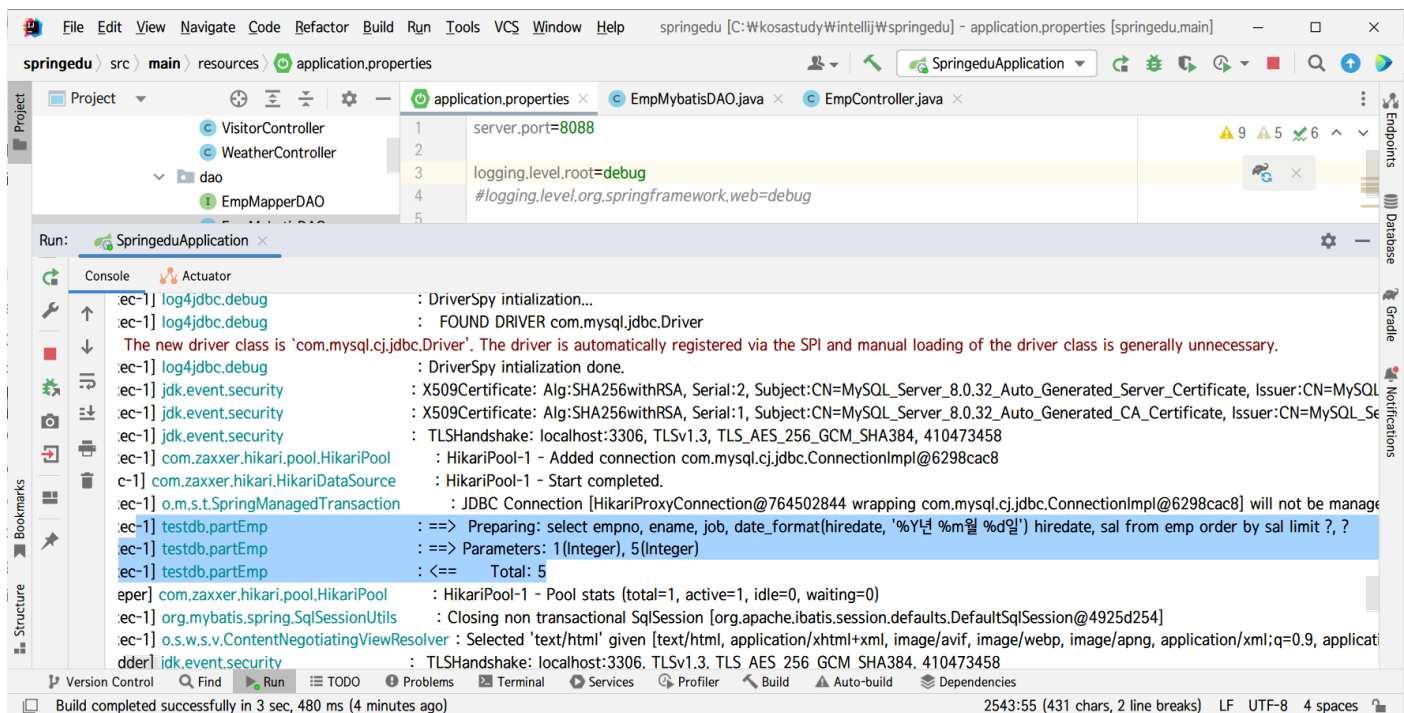 File Edit View Navigate Code Refactor Build Run Tools VCS Window Help springedu [C:₩kosastudy₩intellij₩springedu] - application.properties [springedu.main]
springedu 〉 src 〉 main 〉 resources 〉 application.properties SpringeduApplication
Project
Project application.properties EmpMybatisDAO.java EmpController.java
VisitorController
WeatherController
dao
EmpMapperDAO
1 server.port=8088
2
3 logging.level.root=debug
4 #logging.level.org.springframework.web=debug
5
9 5 6
Endpoints
Database
Gradle
Notifications
Run: SpringeduApplication
Console Actuator
:ec-1] log4jdbc.debug : DriverSpy intialization...
:ec-1] log4jdbc.debug : FOUND DRIVER com.mysql.jdbc.Driver
The new driver class is `com.mysql.cj.jdbc.Driver'. The driver is automatically registered via the SPI and manual loading of the driver class is generally unnecessary.
:ec-1] log4jdbc.debug : DriverSpy intialization done.
:ec-1] jdk.event.security : X509Certificate: Alg:SHA256withRSA, Serial:2, Subject:CN=MySQL_Server_8.0.32_Auto_Generated_Server_Certificate, Issuer:CN=MySQL
:ec-1] jdk.event.security : X509Certificate: Alg:SHA256withRSA, Serial:1, Subject:CN=MySQL_Server_8.0.32_Auto_Generated_CA_Certificate, Issuer:CN=MySQL_Se
:ec-1] jdk.event.security : TLSHandshake: localhost:3306, TLSv1.3, TLS_AES_256_GCM_SHA384, 410473458
:ec-1] com.zaxxer.hikari.pool.HikariPool : HikariPool-1 - Added connection com.mysql.cj.jdbc.ConnectionImpl@6298cac8
c-1] com.zaxxer.hikari.HikariDataSource : HikariPool-1 - Start completed.
:ec-1] o.m.s.t.SpringManagedTransaction : JDBC Connection [HikariProxyConnection@764502844 wrapping com.mysql.cj.jdbc.ConnectionImpl@6298cac8] will not be manage
:ec-1] testdb.partEmp : ==> Preparing: select empno, ename, job, date_format(hiredate, '%Y년 %m월 %d일') hiredate, sal from emp order by sal limit ?, ?
:ec-1] testdb.partEmp : ==> Parameters: 1(Integer), 5(Integer)
:ec-1] testdb.partEmp : <== Total: 5
eper] com.zaxxer.hikari.pool.HikariPool : HikariPool-1 - Pool stats (total=1, active=1, idle=0, waiting=0)
:ec-1] org.mybatis.spring.SqlSessionUtils : Closing non transactional SqlSession [org.apache.ibatis.session.defaults.DefaultSqlSession@4925d254]
:ec-1] o.s.w.s.v.ContentNegotiatingViewResolver : Selected 'text/html' given [text/html, application/xhtml+xml, image/avif, image/webp, image/apng, application/xml;q=0.9, applicati
dder] jdk.event.security : TLSHandshake: localhost:3306, TLSv1.3, TLS_AES_256_GCM_SHA384, 410473458
Bookmarks
Structure
Version Control Find Run TODO Problems Terminal Services Profiler Build Auto-build Dependencies
Build completed successfully in 3 sec, 480 ms (4 minutes ago) 2543:55 (431 chars, 2 line breaks) LF UTF-8 4 spaces